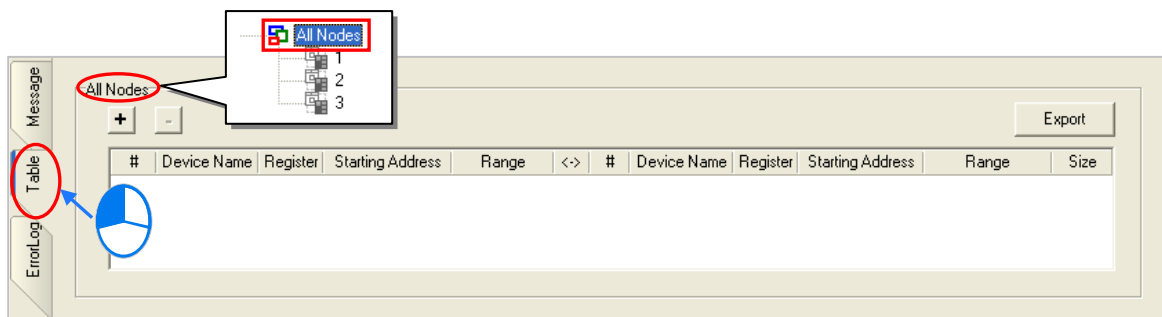 All Nodes
1
2
3
Message
Table
ErrorLog
All Nodes
+
-
Export
# Device Name Register Starting Address Range <-> # Device Name Register Starting Address Range Size